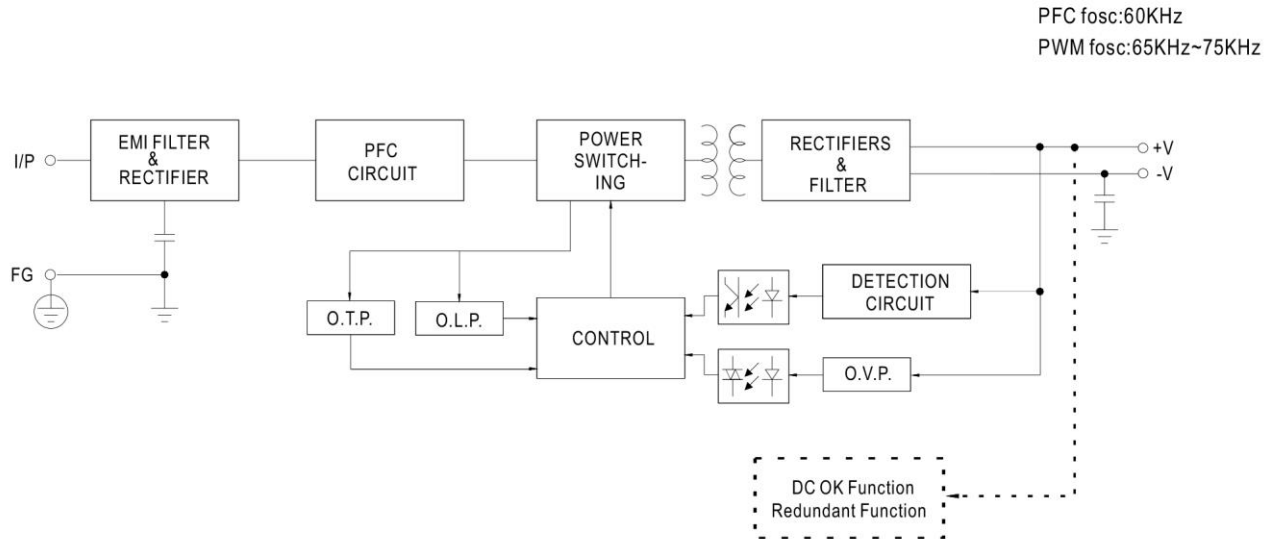 PFC fosc:60KHz
PWM fosc:65KHz~75KHz
I/P
EMI FILTER
&
RECTIFIER
PFC
CIRCUIT
POWER
SWITCH-
ING
RECTIFIERS
&
FILTER
+V
-V
FG
O.T.P.
O.L.P.
CONTROL
DETECTION
CIRCUIT
O.V.P.
DC OK Function
Redundant Function